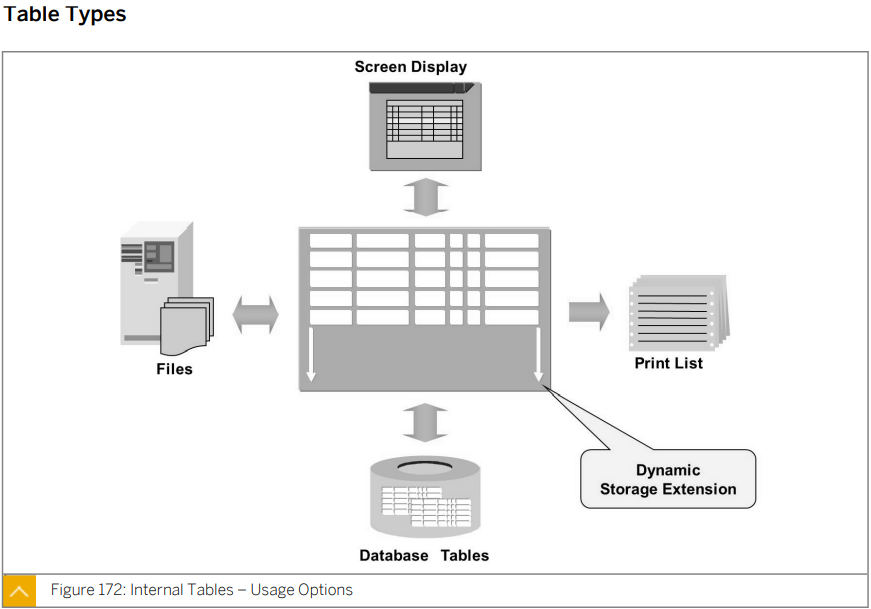 Table Types
Screen Display
Files
Print List
Dynamic
Storage Extension
Database Tables
Figure 172: Internal Tables – Usage Options